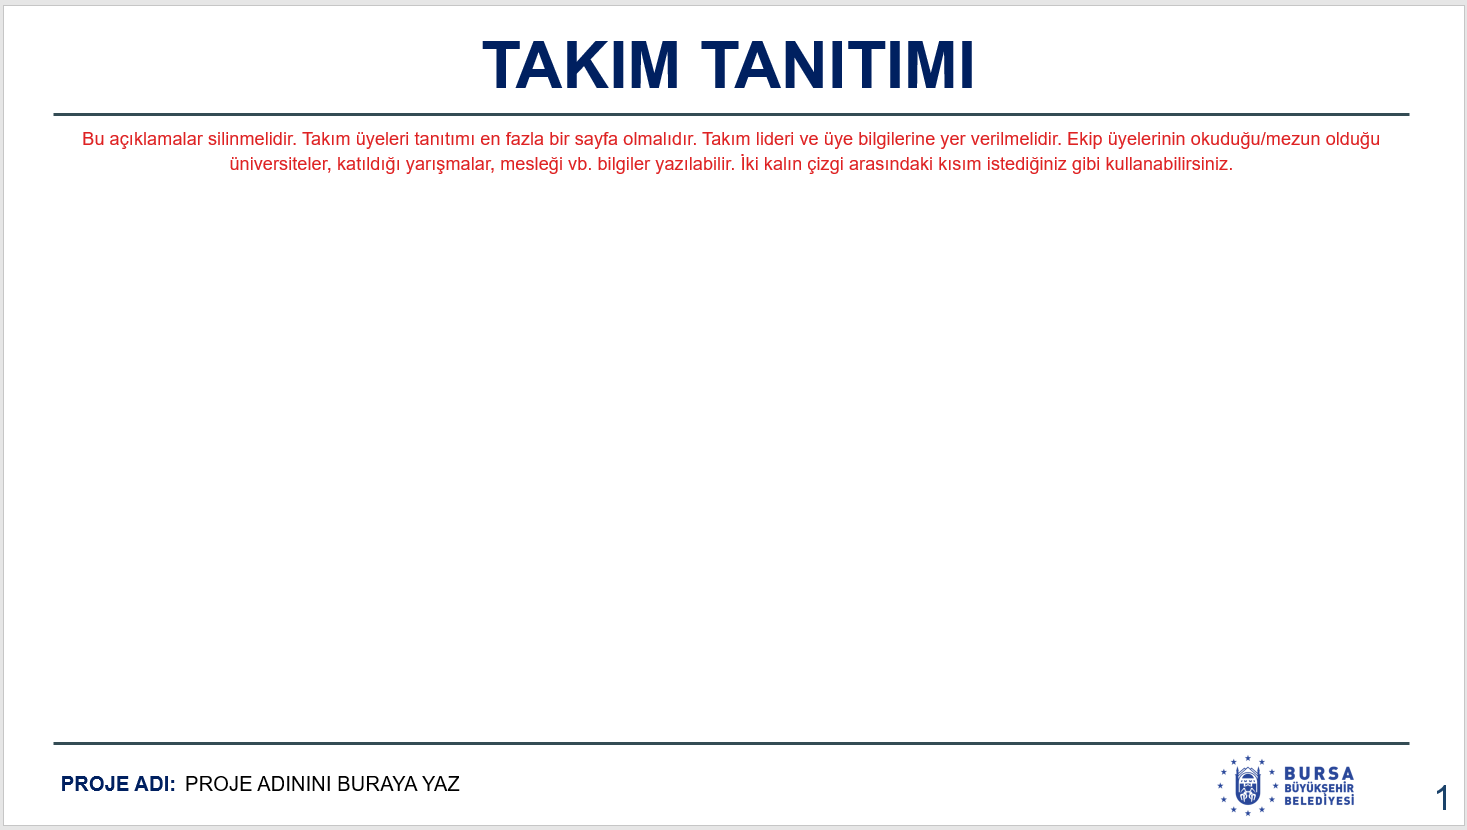 TAKIM TANITIMI
Bu açıklamalar silinmelidir. Takım üyeleri tanıtımı en fazla bir sayfa olmalıdır. Takım lideri ve üye bilgilerine yer verilmelidir. Ekip üyelerinin okuduğu/mezun olduğu
üniversiteler, katıldığı yarışmalar, mesleği vb. bilgiler yazılabilir. İki kalın çizgi arasındaki kısım istediğiniz gibi kullanabilirsiniz.
PROJE ADI: PROJE ADININI BURAYA YAZ
BURSA
BÜYÜKŞEHİR
BELEDİYESİ
1